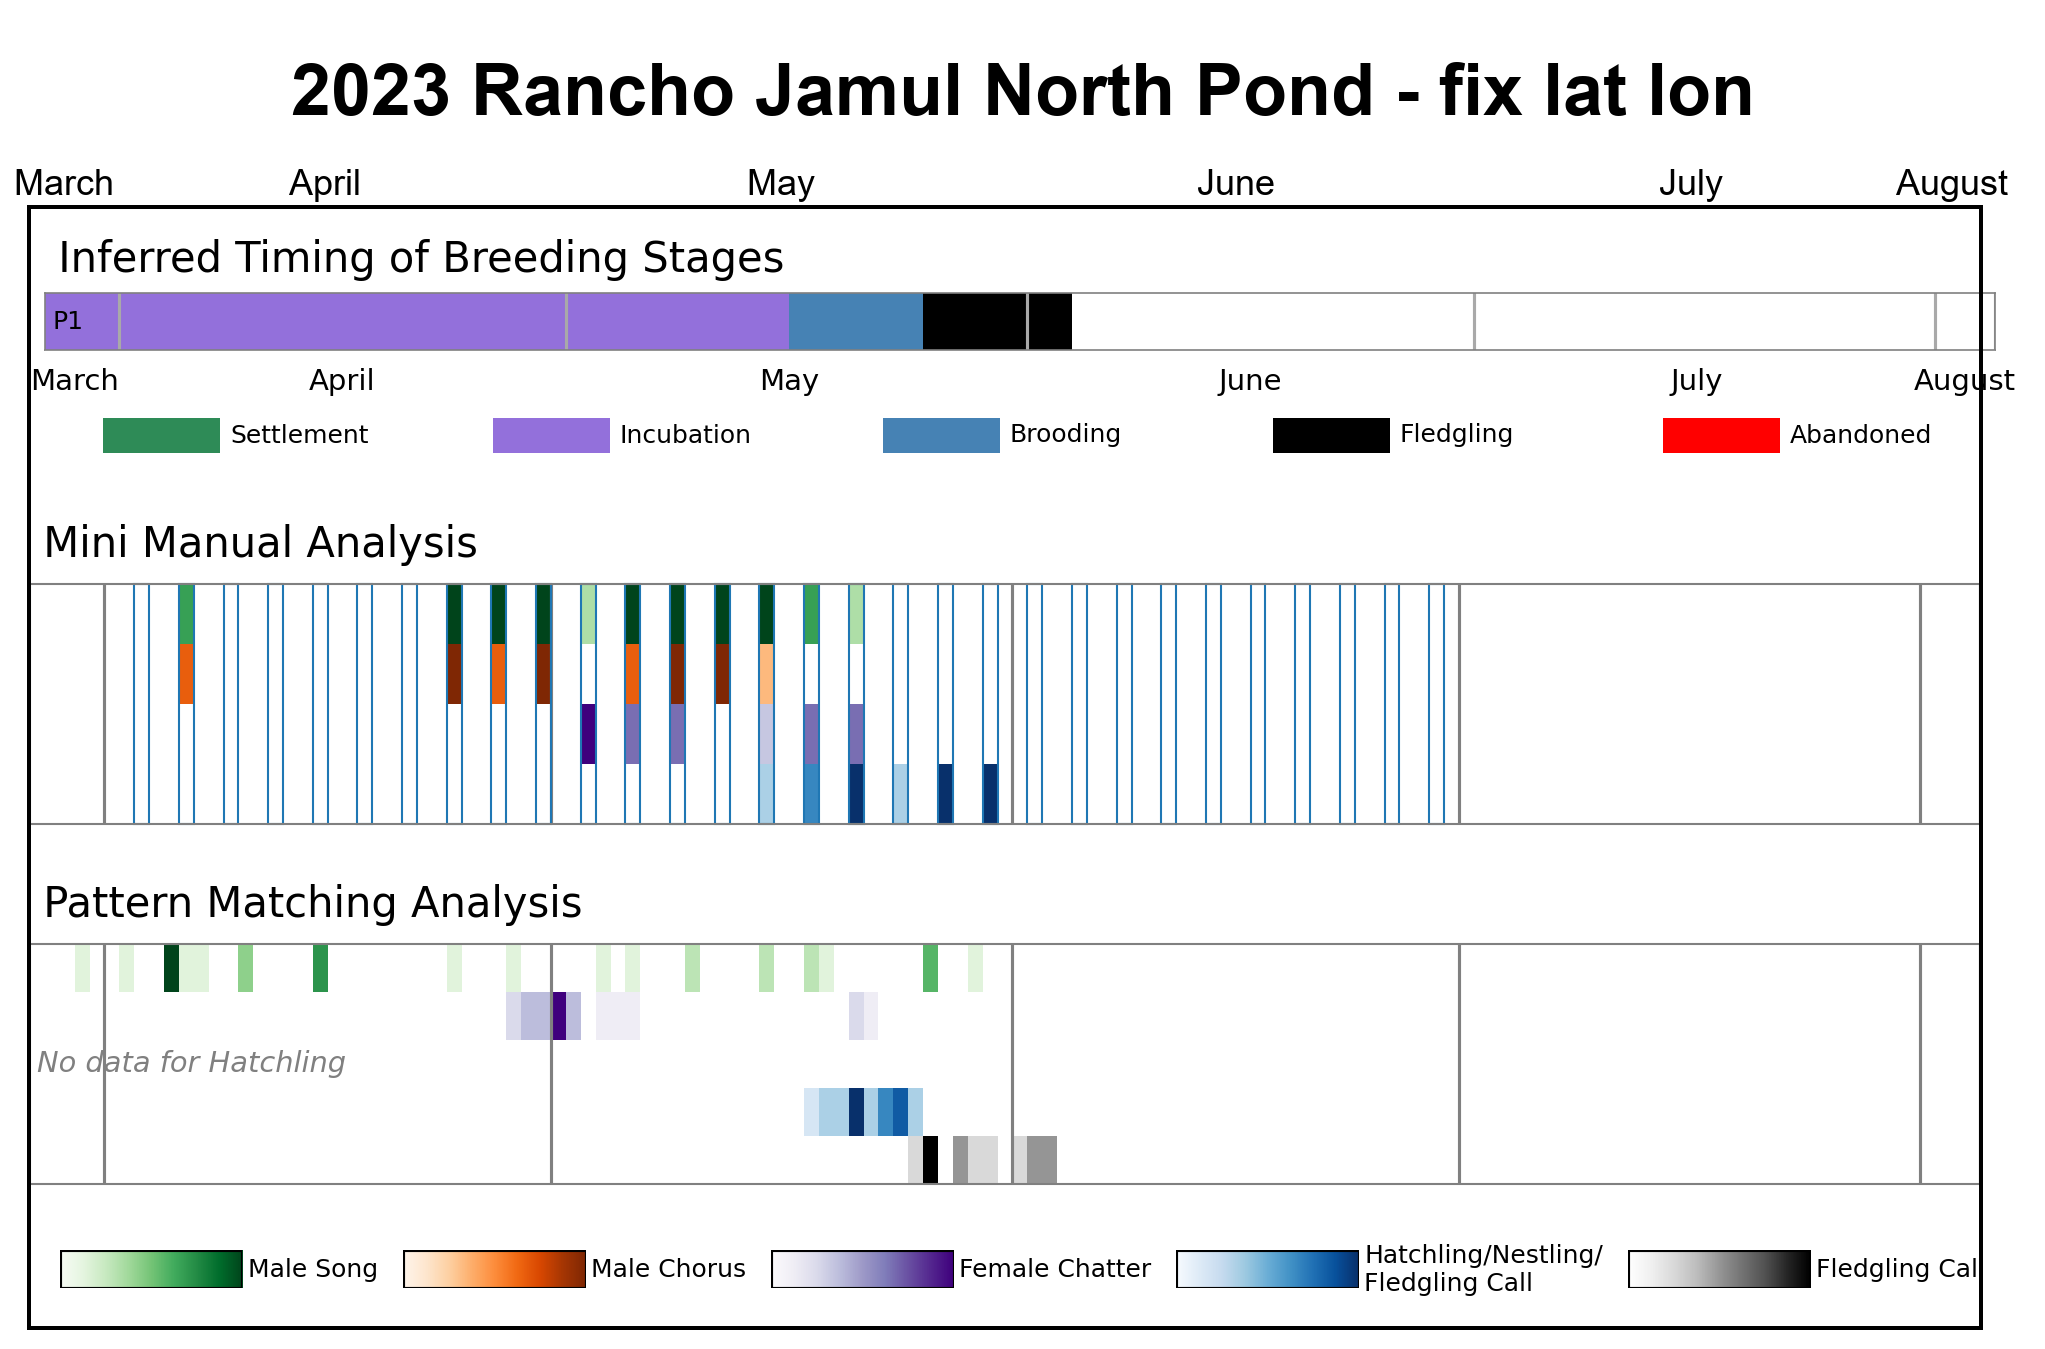 2023 Rancho Jamul North Pond - fix lat lon
March April May June July August
Inferred Timing of Breeding Stages
P1
March April May June July August
Settlement Incubation Brooding Fledgling Abandoned
Mini Manual Analysis
Pattern Matching Analysis
No data for Hatchling
Male Song Male Chorus Female Chatter Hatchling/Nestling/
Fledgling Call Fledgling Cal